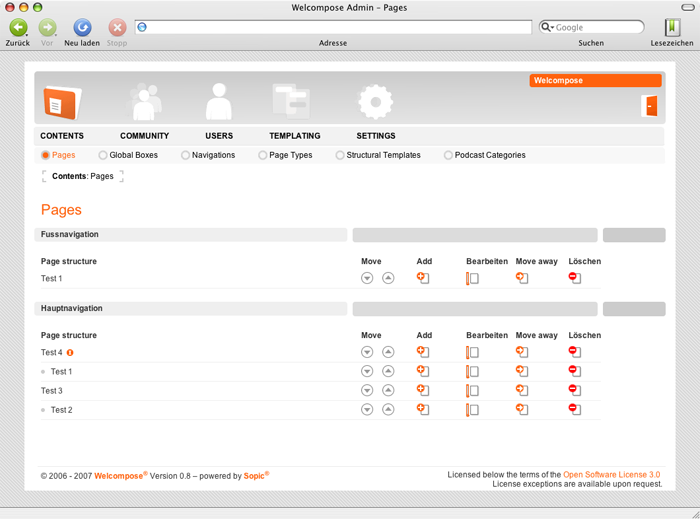 Welcompose Admin – Pages
Google
Zurück Vor Neu laden Stopp Adresse Suchen Lesezeichen
Welcompose
CONTENTS COMMUNITY USERS TEMPLATING SETTINGS
Pages Global Boxes Navigations Page Types Structural Templates Podcast Categories
Contents: Pages
Pages
Fussnavigation
Page structure Move Add Bearbeiten Move away Löschen
Test 1
Hauptnavigation
Page structure Move Add Bearbeiten Move away Löschen
Test 4
Test 1
Test 3
Test 2
© 2006 - 2007 Welcompose® Version 0.8 – powered by Sopic® Licensed below the terms of the Open Software License 3.0
License exceptions are available upon request.